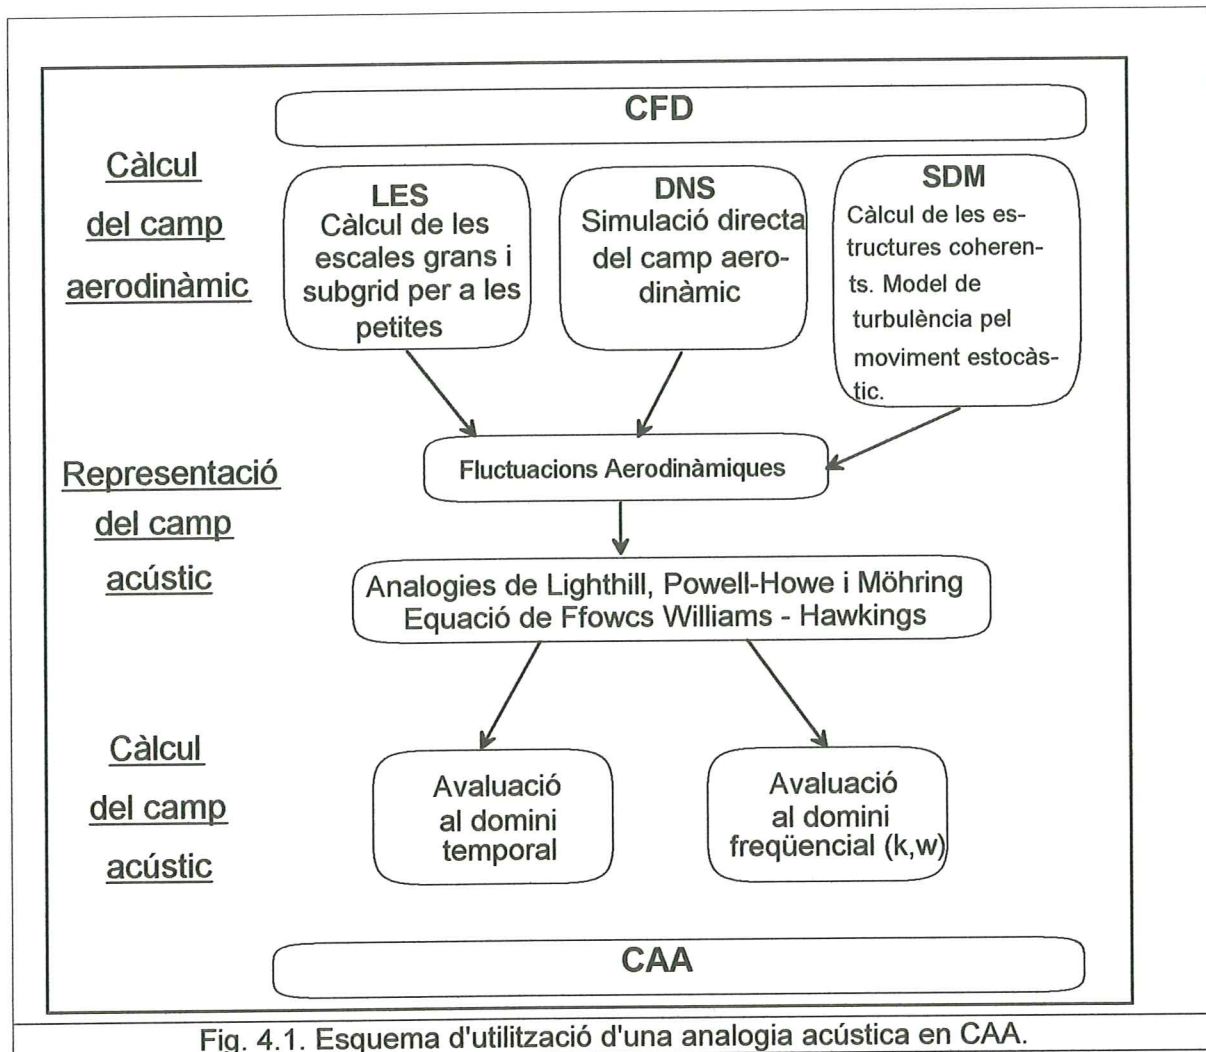 CFD
Càlcul
del camp
aerodinàmic
LES
Càlcul de les
escales grans i
subgrid per a les
petites
DNS
Simulació directa
del camp aero-
dinàmic
SDM
Càlcul de les es-
tructures coheren-
ts. Model de
turbulència pel
moviment estocàs-
tic.
Representació
del camp
acústic
Fluctuacions Aerodinàmiques
Analogies de Lighthill, Powell-Howe i Möhring
Equació de Ffowcs Williams - Hawkings
Càlcul
del camp
acústic
Avaluació
al domini
temporal
Avaluació
al domini
freqüencial (k,w)
CAA
Fig. 4.1. Esquema d'utilització d'una analogia acústica en CAA.